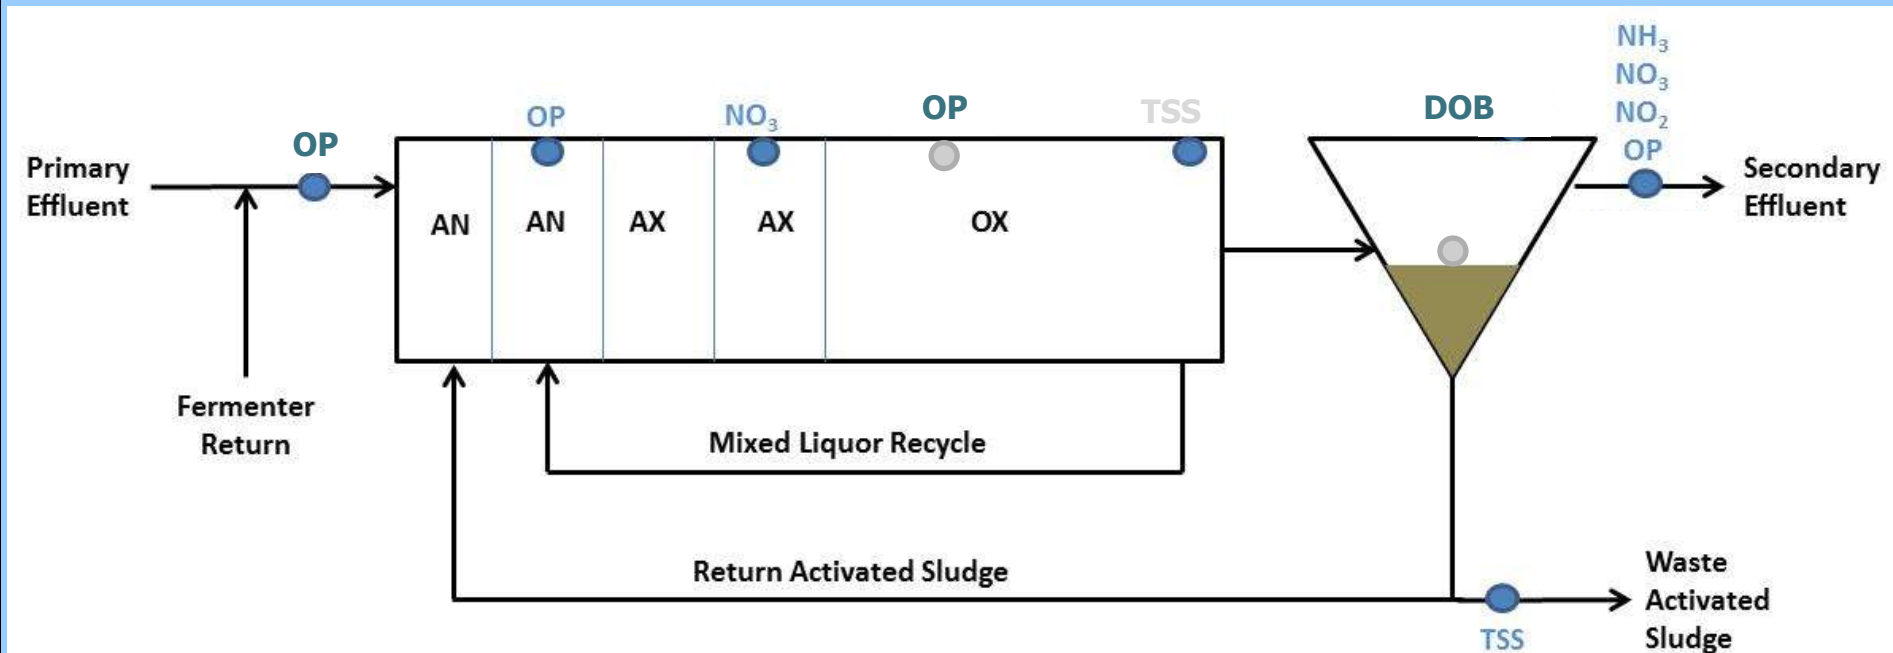 NH₃
NO₃
NO₂
OP
OP
OP
NO₃
OP
TSS
DOB
Primary
Effluent
Secondary
Effluent
AN
AN
AX
AX
OX
Fermenter
Return
Mixed Liquor Recycle
Return Activated Sludge
Waste
Activated
Sludge
TSS